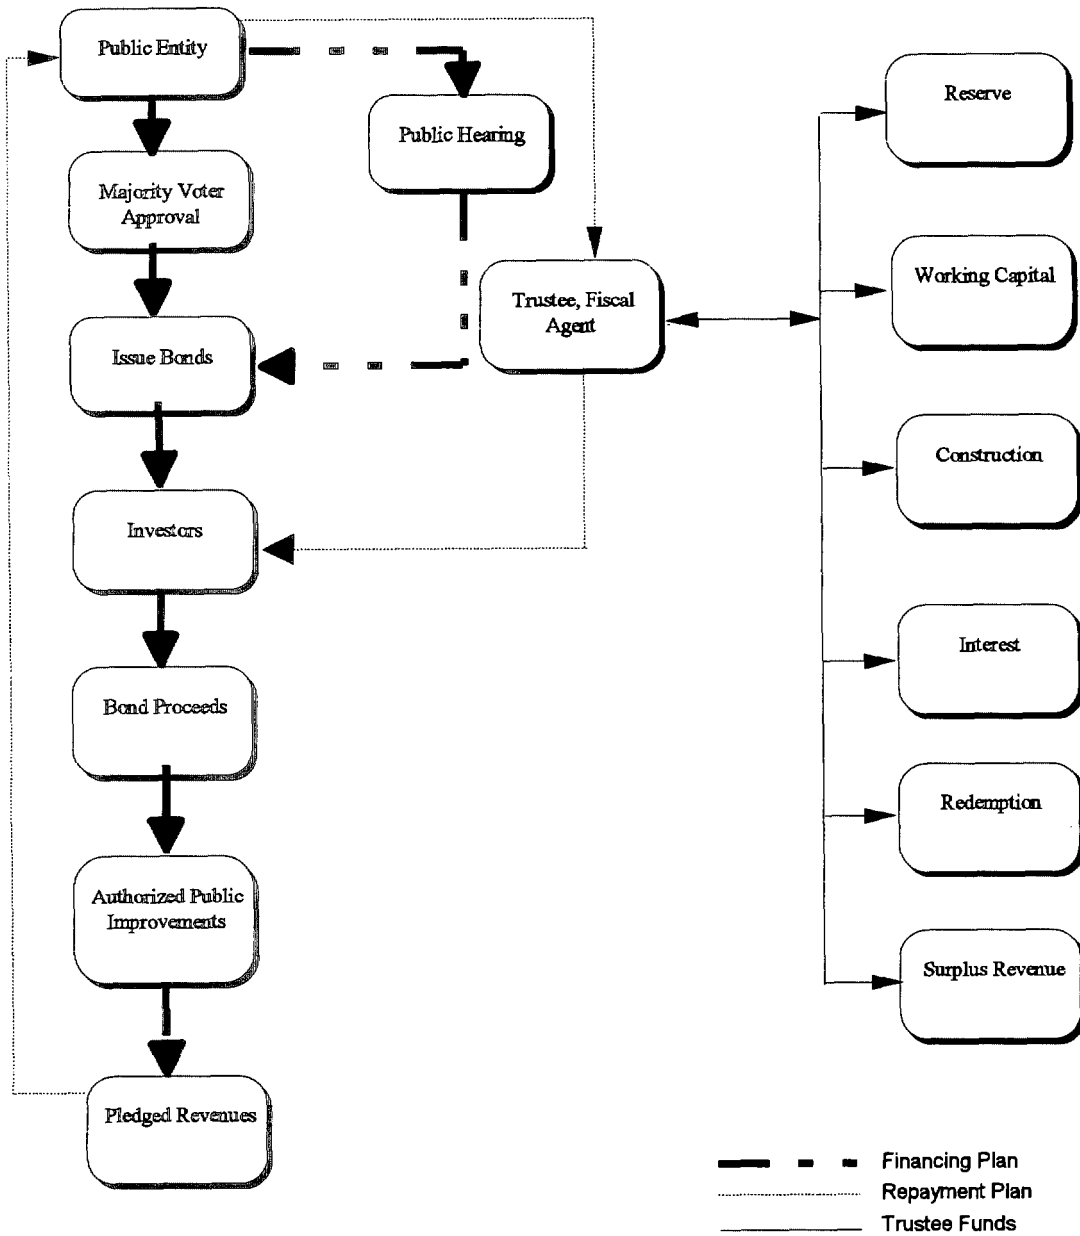 Public Entity
Public Hearing
Majority Voter
Approval
Trustee, Fiscal
Agent
Issue Bonds
Investors
Bond Proceeds
Authorized Public
Improvements
Pledged Revenues
Reserve
Working Capital
Construction
Interest
Redemption
Surplus Revenue
Financing Plan
Repayment Plan
Trustee Funds